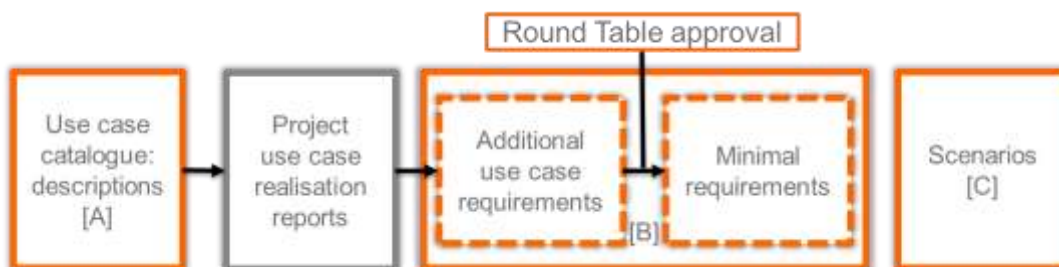 Round Table approval
Use case
catalogue:
descriptions
[A]
Project
use case
realisation
reports
Additional
use case
requirements
[B]
Minimal
requirements
Scenarios
[C]